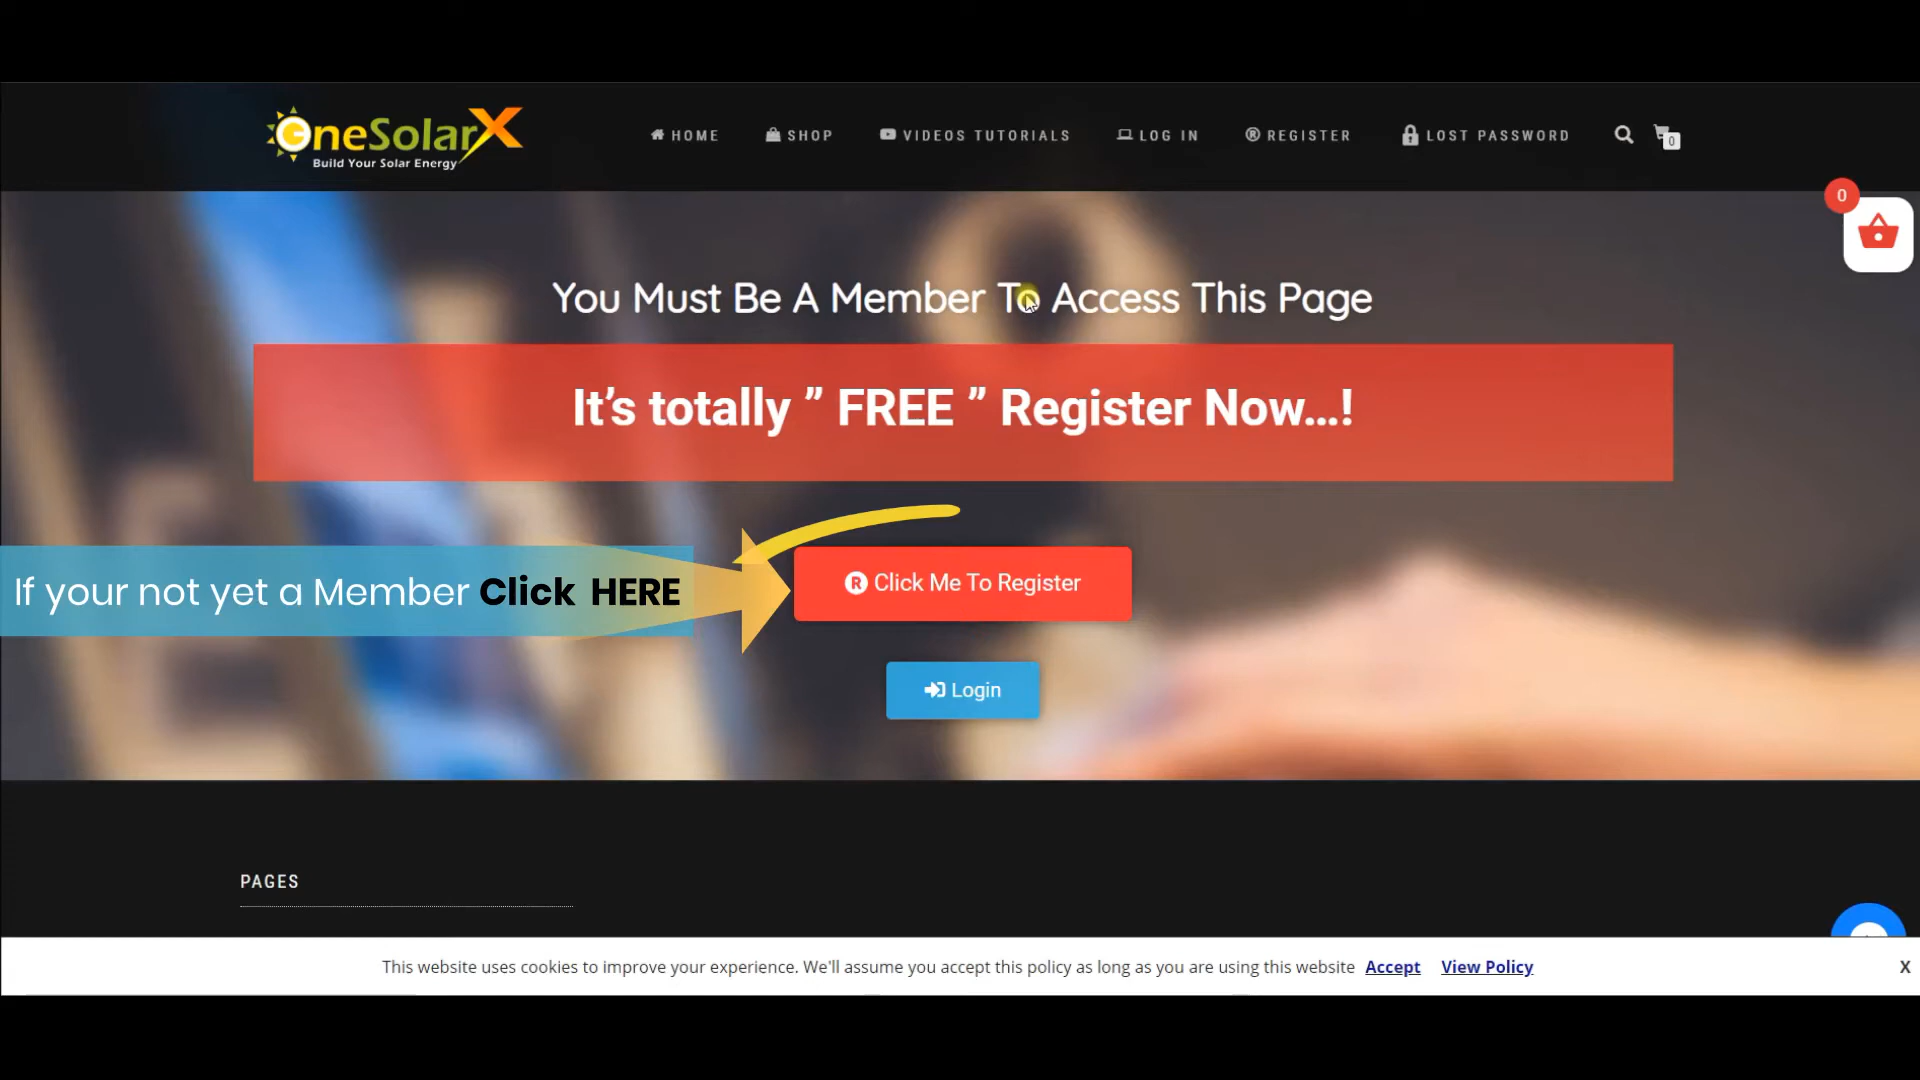 OneSolarX
Build Your Solar Energy
HOME
SHOP
VIDEOS TUTORIALS
LOG IN
® REGISTER
LOST PASSWORD
0
0
You Must Be A Member To Access This Page
It's totally ” FREE ” Register Now...!
If your not yet a Member Click HERE
® Click Me To Register
Login
PAGES
This website uses cookies to improve your experience. We'll assume you accept this policy as long as you are using this website Accept View Policy
X